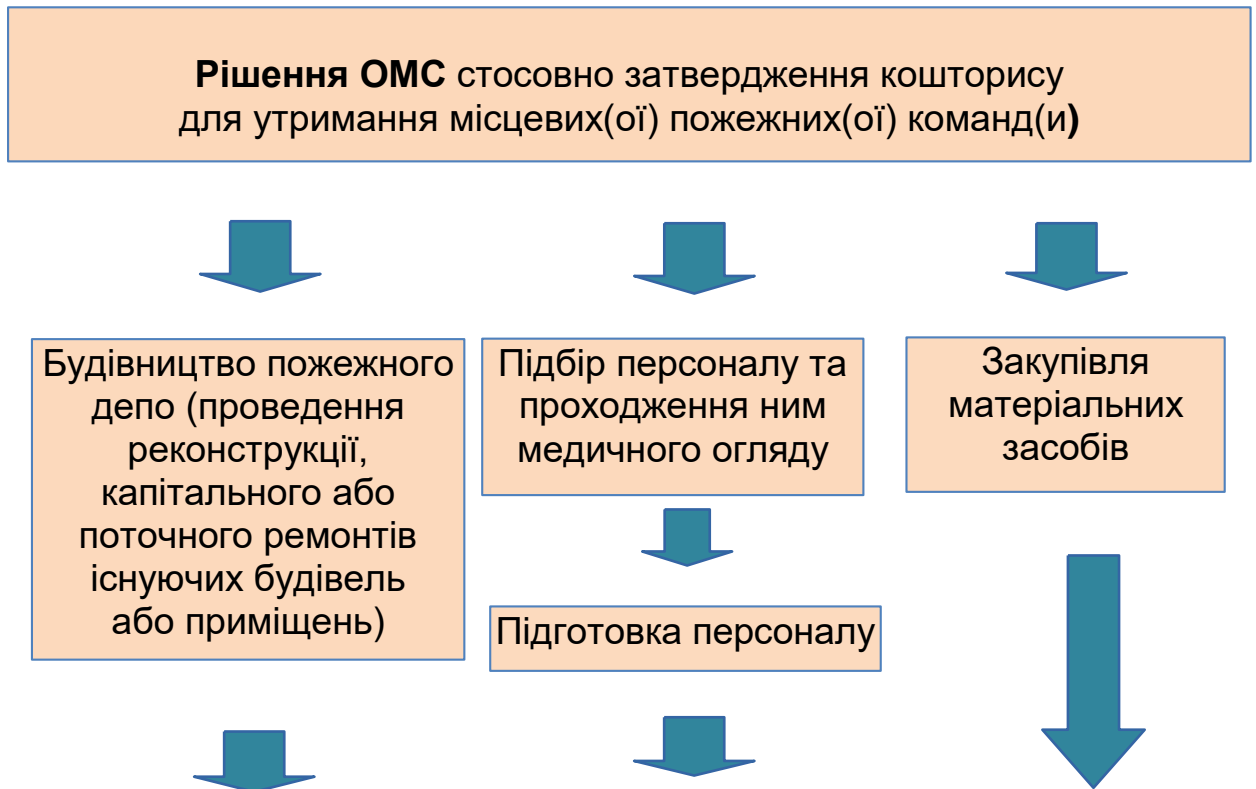 Рішення ОМС стосовно затвердження кошторису
для утримання місцевих(ої) пожежних(ої) команд(и)
Будівництво пожежного
депо (проведення
реконструкції,
капітального або
поточного ремонтів
існуючих будівель
або приміщень)
Підбір персоналу та
проходження ним
медичного огляду
Підготовка персоналу
Закупівля
матеріальних
засобів